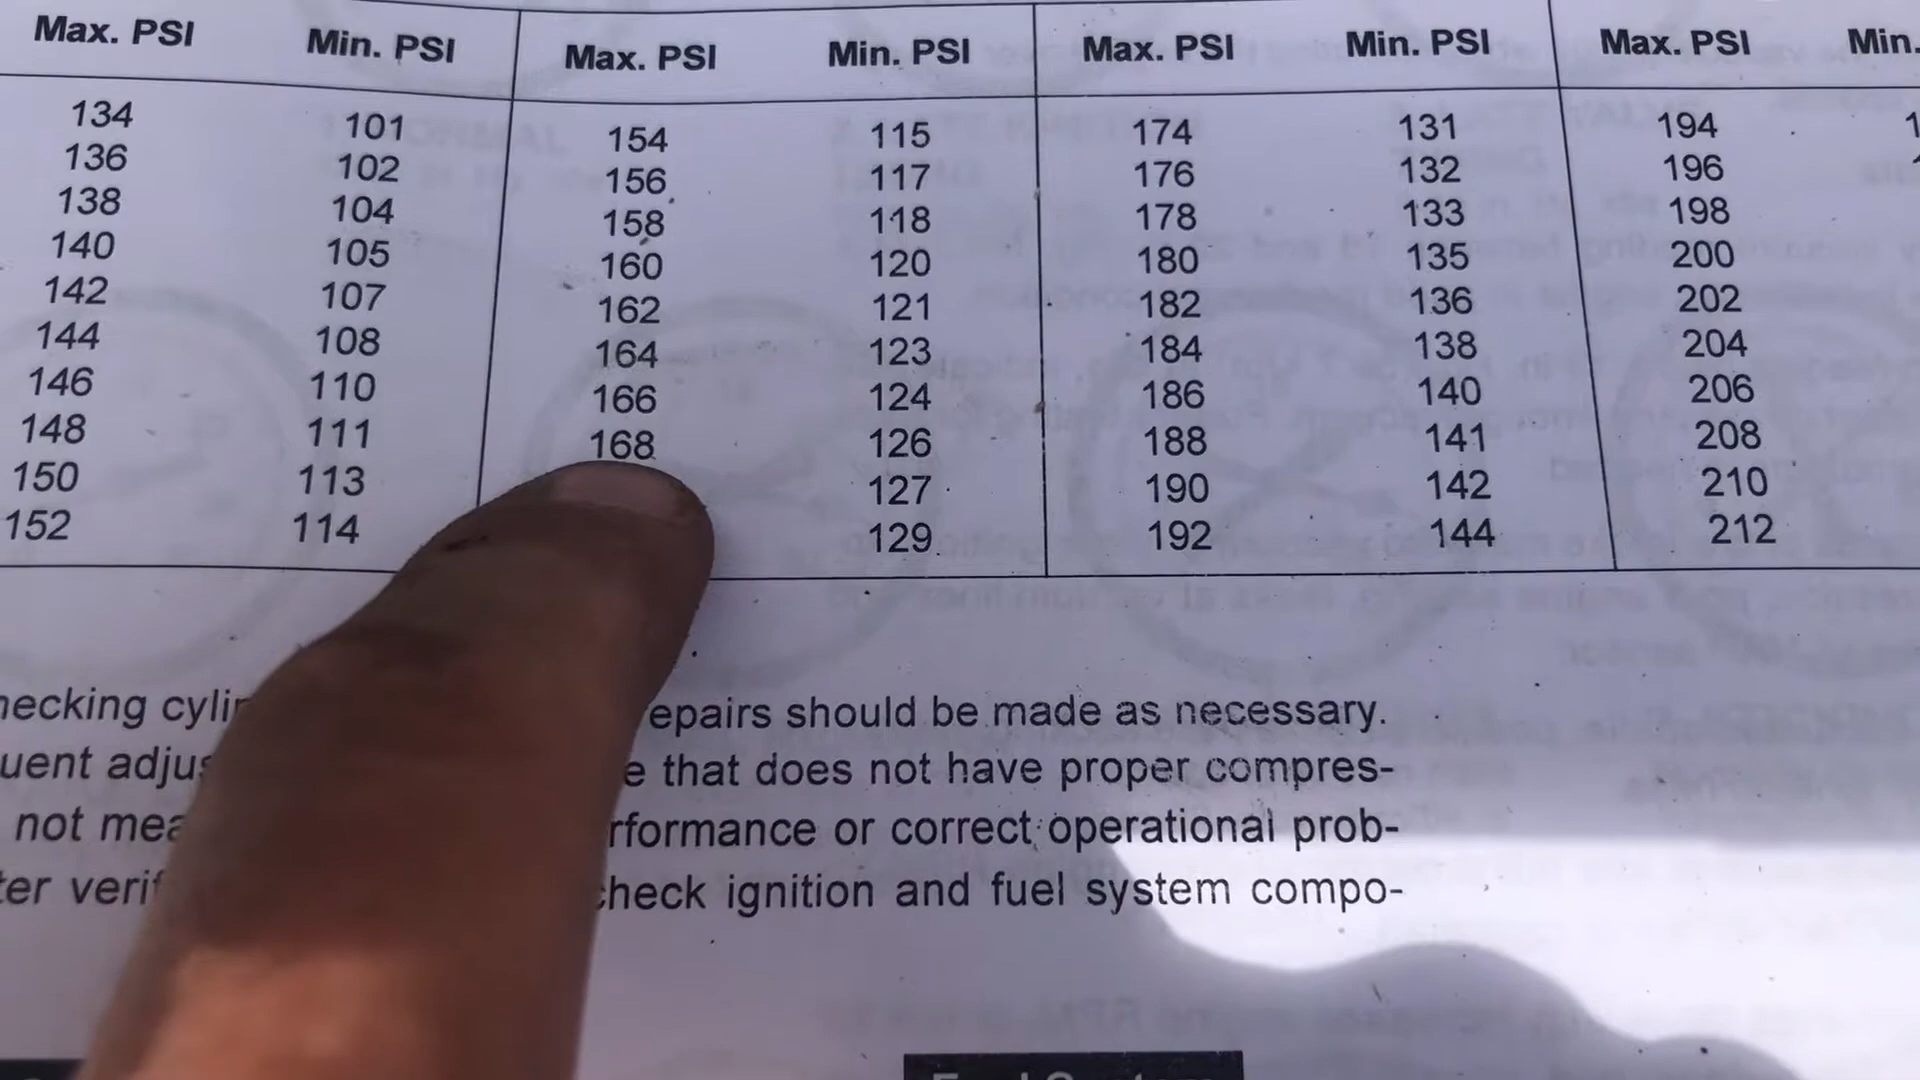 Max. PSI Min. PSI Max. PSI Min. PSI Max. PSI Min. PSI Max. PSI Min.
134 101 154 115 174 131 194
136 102 156 117 176 132 196
138 104 158 118 178 133 198
140 105 160 120 180 135 200
142 107 162 121 182 136 202
144 108 164 123 184 138 204
146 110 166 124 186 140 206
148 111 168 126 188 141 208
150 113 127 190 142 210
152 114 129 192 144 212
necking epairs should be made as necessary.
uent that does not have proper compres-
not rformance or correct operational prob-
check ignition and fuel system compo-